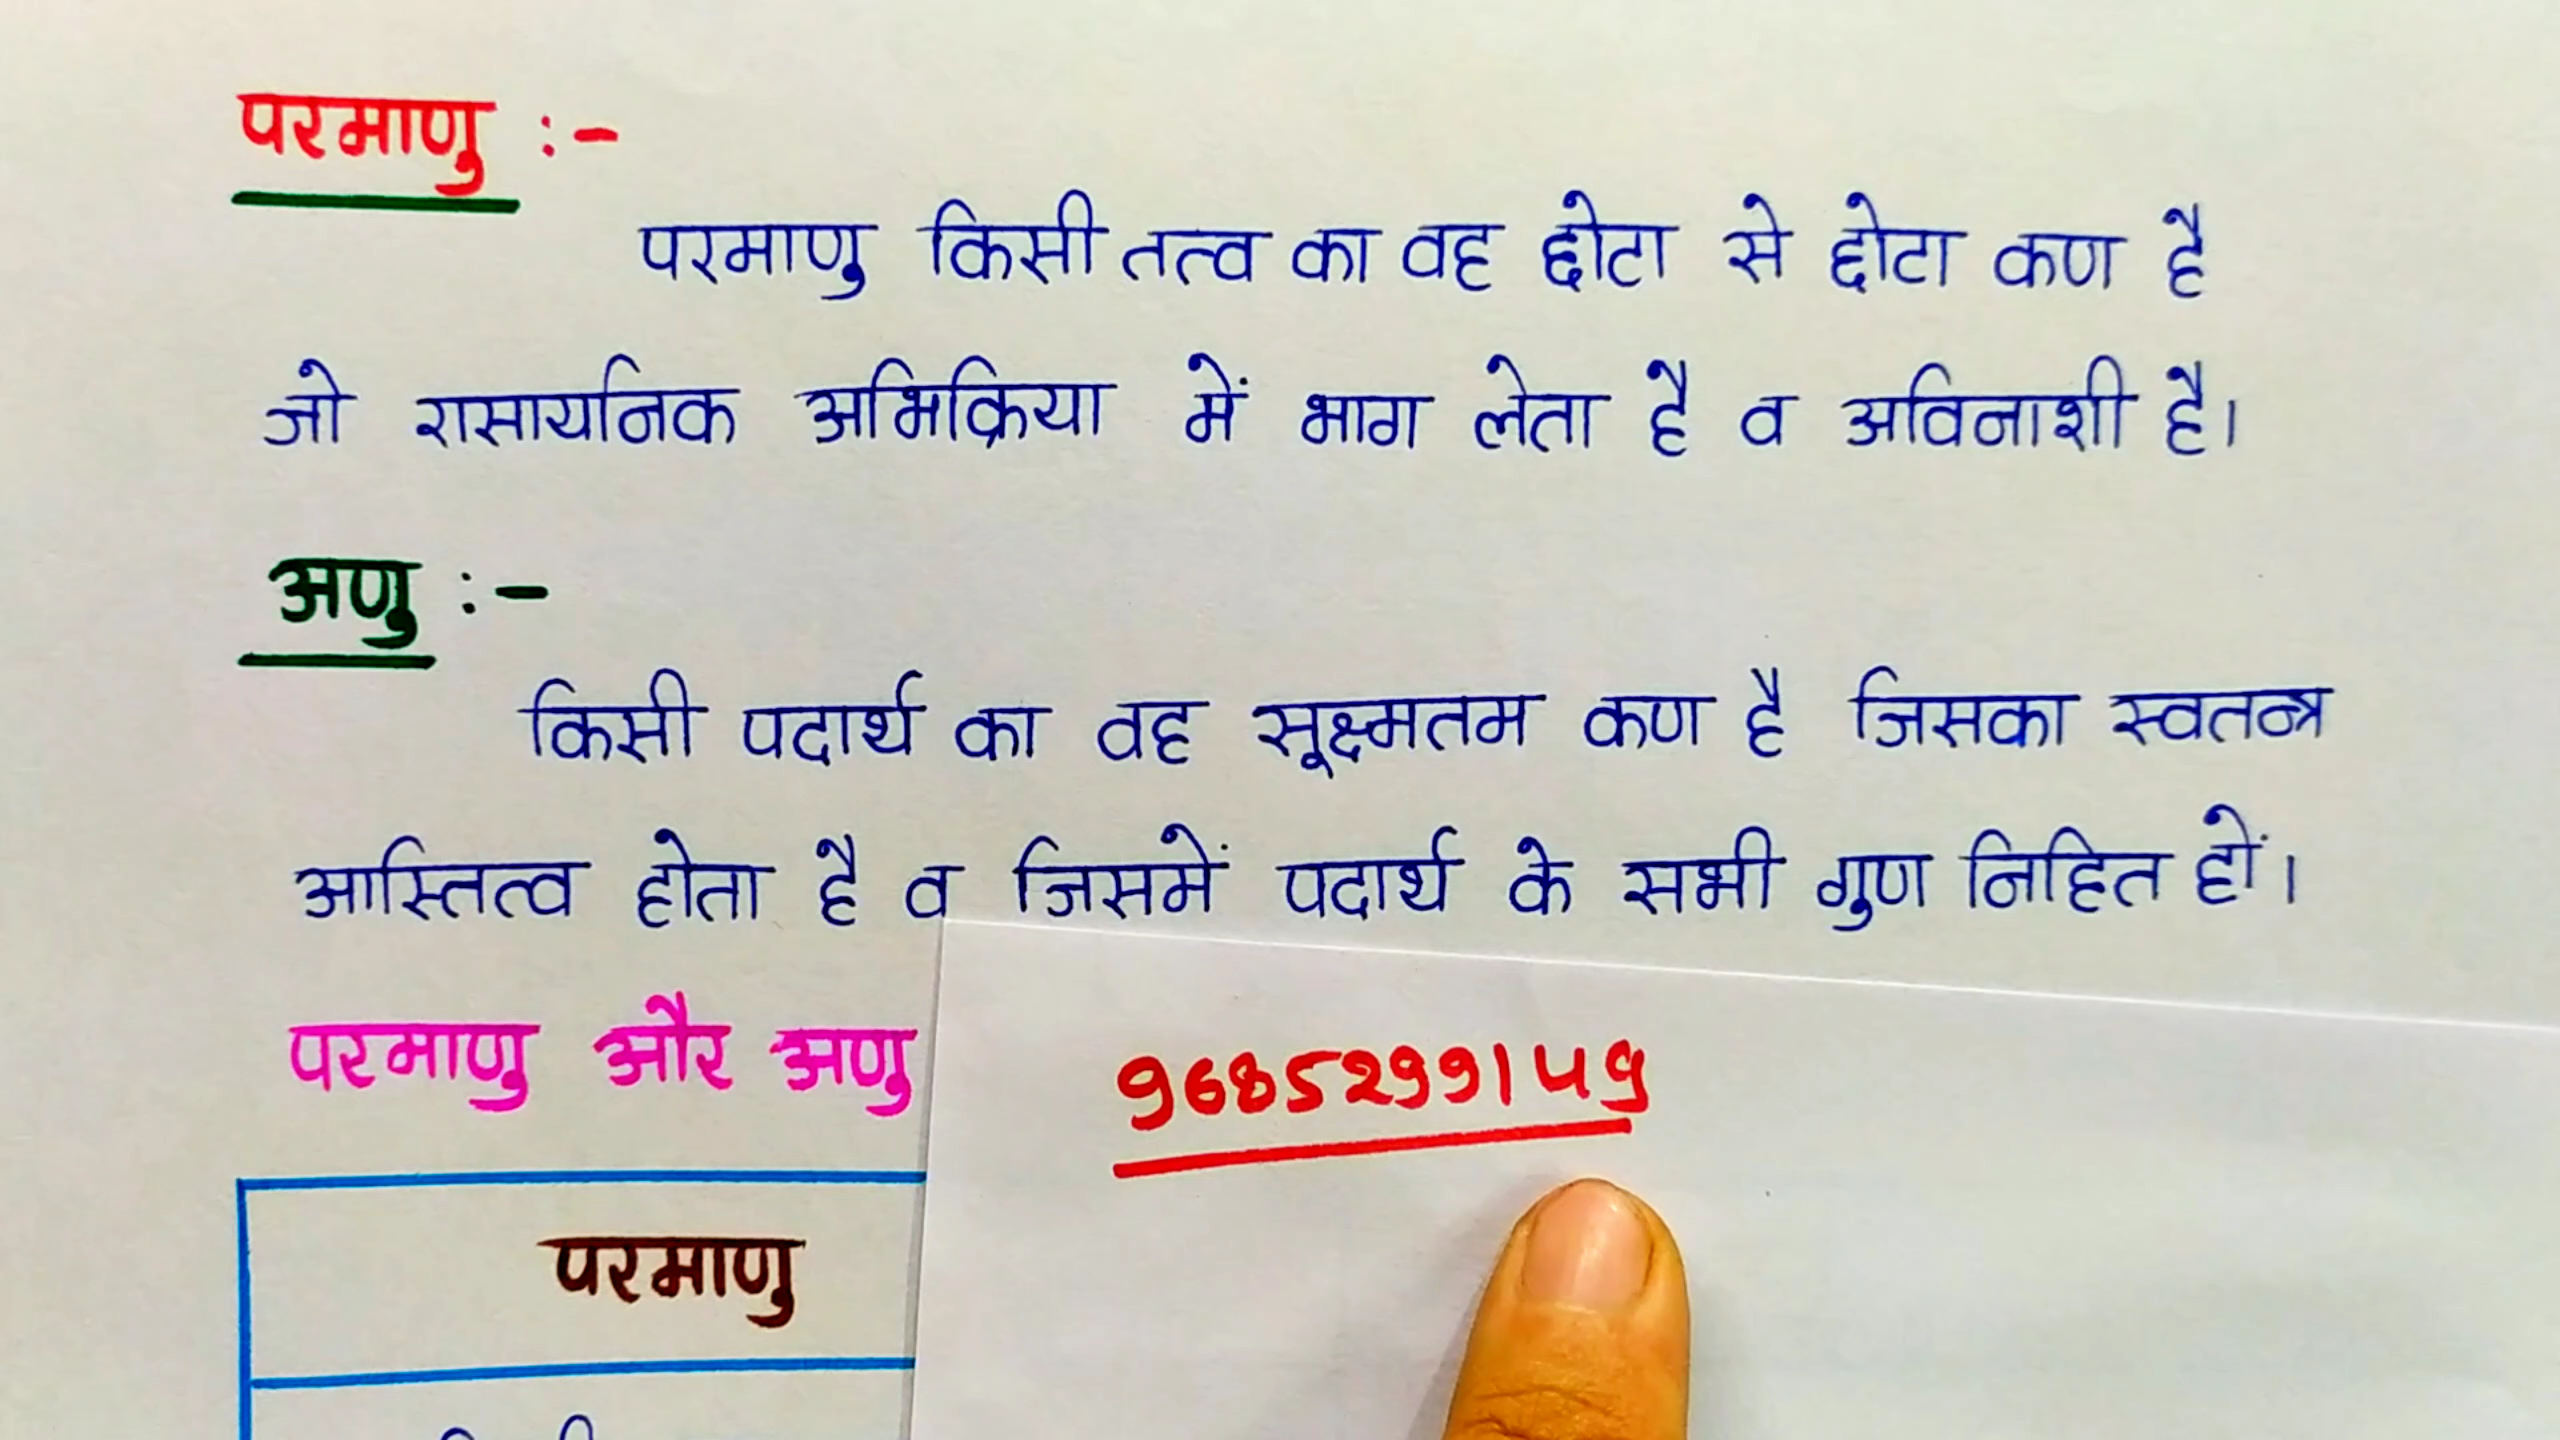 परमाणु :-
परमाणु किसी तत्व का वह छोटा से छोटा कण है
जो रासायनिक अभिक्रिया में भाग लेता है व अविनाशी है।
अणु :-
किसी पदार्थ का वह सूक्ष्मतम कण है जिसका स्वतन्त्र
आस्तित्व होता है व जिसमें पदार्थ के सभी गुण निहित हों।
परमाणु और अणु
9685299149
परमाणु